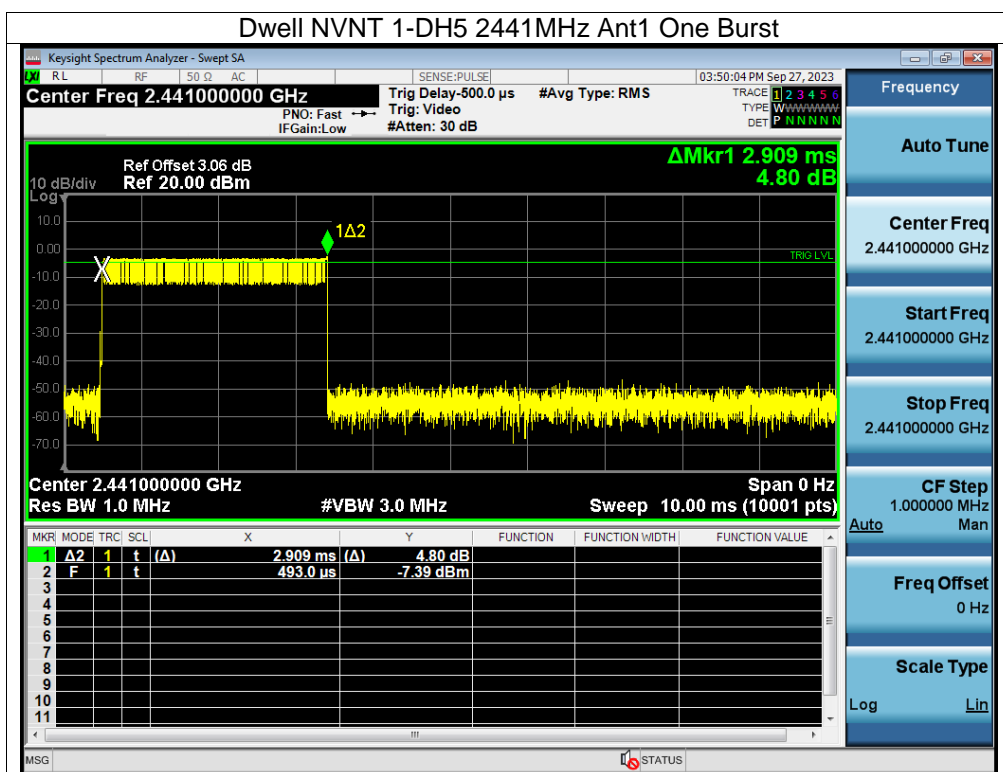 Dwell NVNT 1-DH5 2441MHz Ant1 One Burst
Keysight Spectrum Analyzer - Swept SA
LXI RL RF 50 Ω AC SENSE:PULSE 03:50:04 PM Sep 27, 2023
Center Freq 2.441000000 GHz Trig Delay-500.0 µs #Avg Type: RMS TRACE 1 2 3 4 5 6
PNO: Fast Trig: Video TYPE WWWWWW
IFGain:Low #Atten: 30 dB DET P N N N N N
Frequency
Auto Tune
Center Freq
2.441000000 GHz
Start Freq
2.441000000 GHz
Stop Freq
2.441000000 GHz
CF Step
1.000000 MHz
Auto Man
Freq Offset
0 Hz
Scale Type
Log Lin
ΔMkr1 2.909 ms
4.80 dB
Ref Offset 3.06 dB
10 dB/div Ref 20.00 dBm
Log
10.0
0.00
-10.0
-20.0
-30.0
-40.0
-50.0
-60.0
-70.0
1Δ2
TRIG LVL
X
Center 2.441000000 GHz Span 0 Hz
Res BW 1.0 MHz #VBW 3.0 MHz Sweep 10.00 ms (10001 pts)
MKR MODE TRC SCL X Y FUNCTION FUNCTION WIDTH FUNCTION VALUE
1 Δ2 1 t (Δ) 2.909 ms (Δ) 4.80 dB
2 F 1 t 493.0 µs -7.39 dBm
3
4
5
6
7
8
9
10
11
MSG STATUS